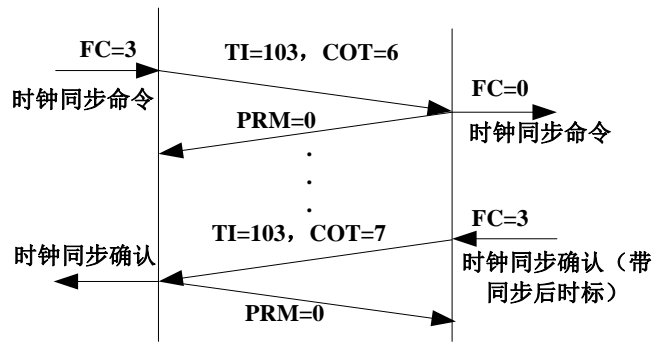 FC=3
TI=103，COT=6
时钟同步命令
FC=0
PRM=0
时钟同步命令
TI=103，COT=7
FC=3
时钟同步确认
时钟同步确认（带
同步后时标）
PRM=0